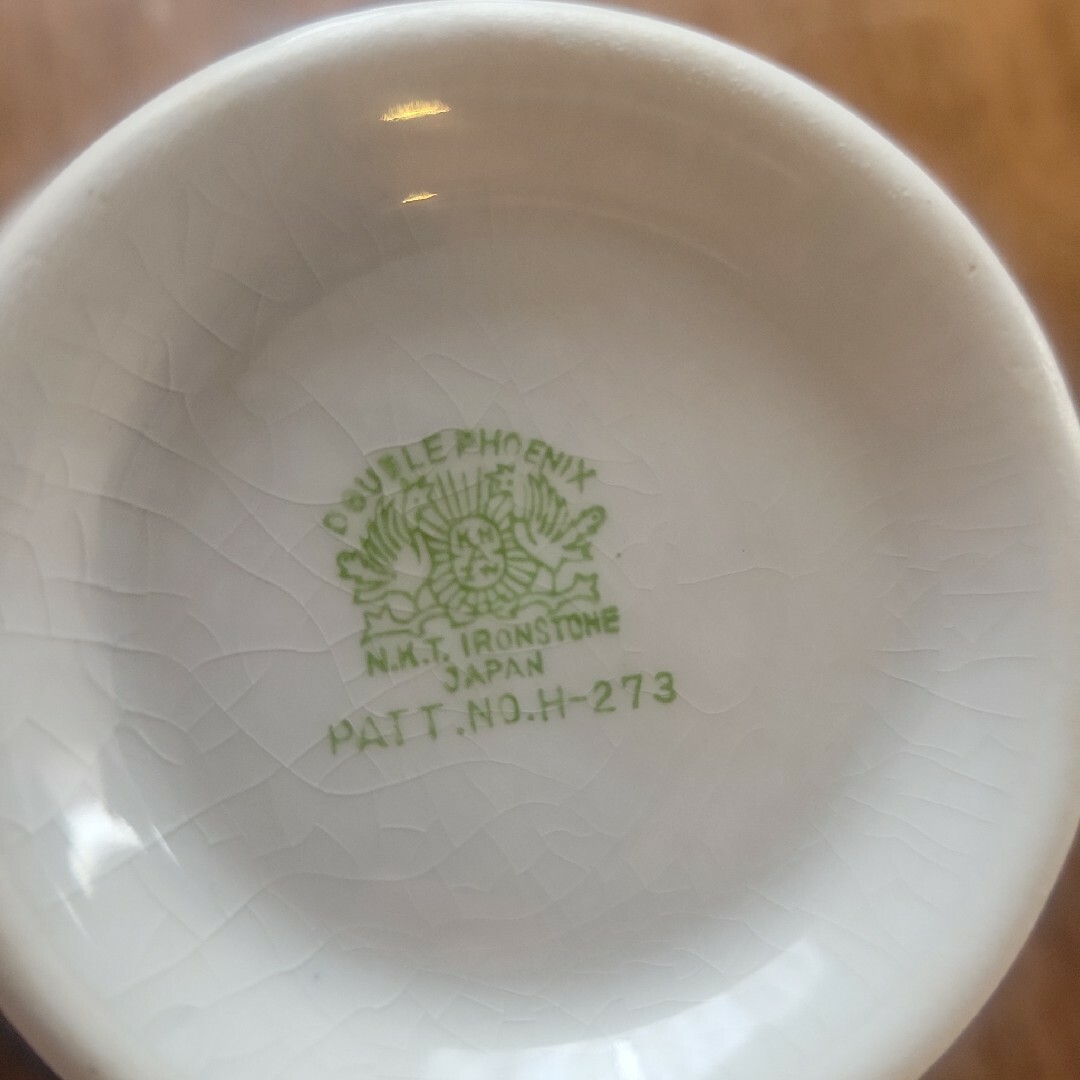 DOUBLE PHOENIX
N.K.T. IRONSTONE
JAPAN
PATT.NO.H-273